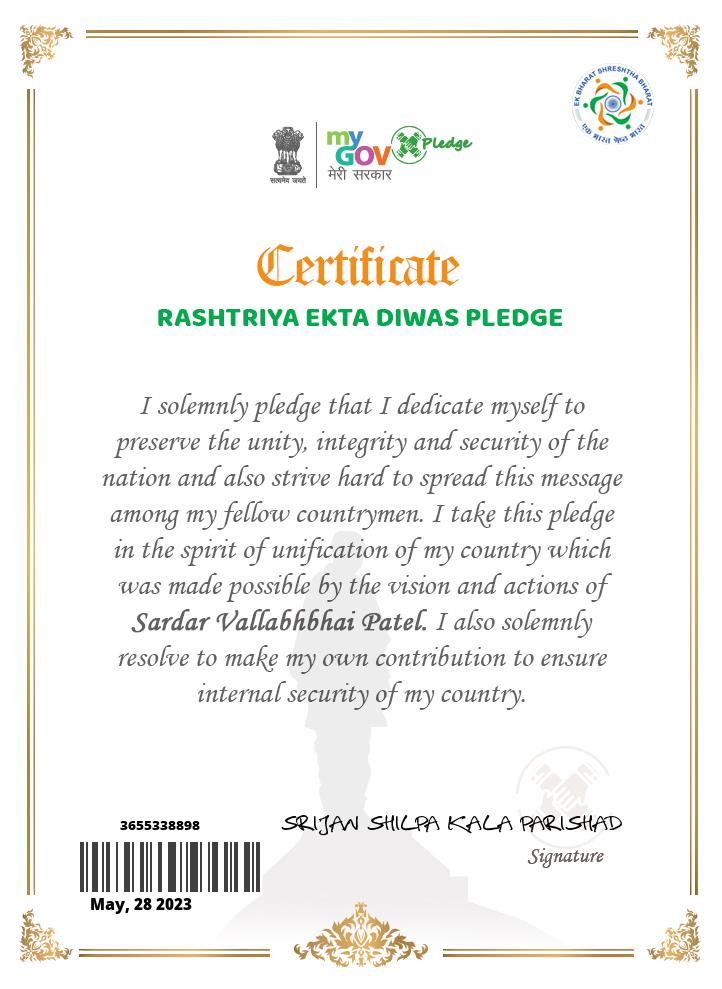 EK BHARAT SHRESHTHA BHARAT
एक भारत श्रेष्ठ भारत
सत्यमेव जयते
my
GOV
मेरी सरकार
Pledge
Certificate
RASHTRIYA EKTA DIWAS PLEDGE
I solemnly pledge that I dedicate myself to
preserve the unity, integrity and security of the
nation and also strive hard to spread this message
among my fellow countrymen. I take this pledge
in the spirit of unification of my country which
was made possible by the vision and actions of
Sardar Vallabhbhai Patel. I also solemnly
resolve to make my own contribution to ensure
internal security of my country.
3655338898
SRIJAN SHILPA KALA PARISHAD
Signature
May, 28 2023